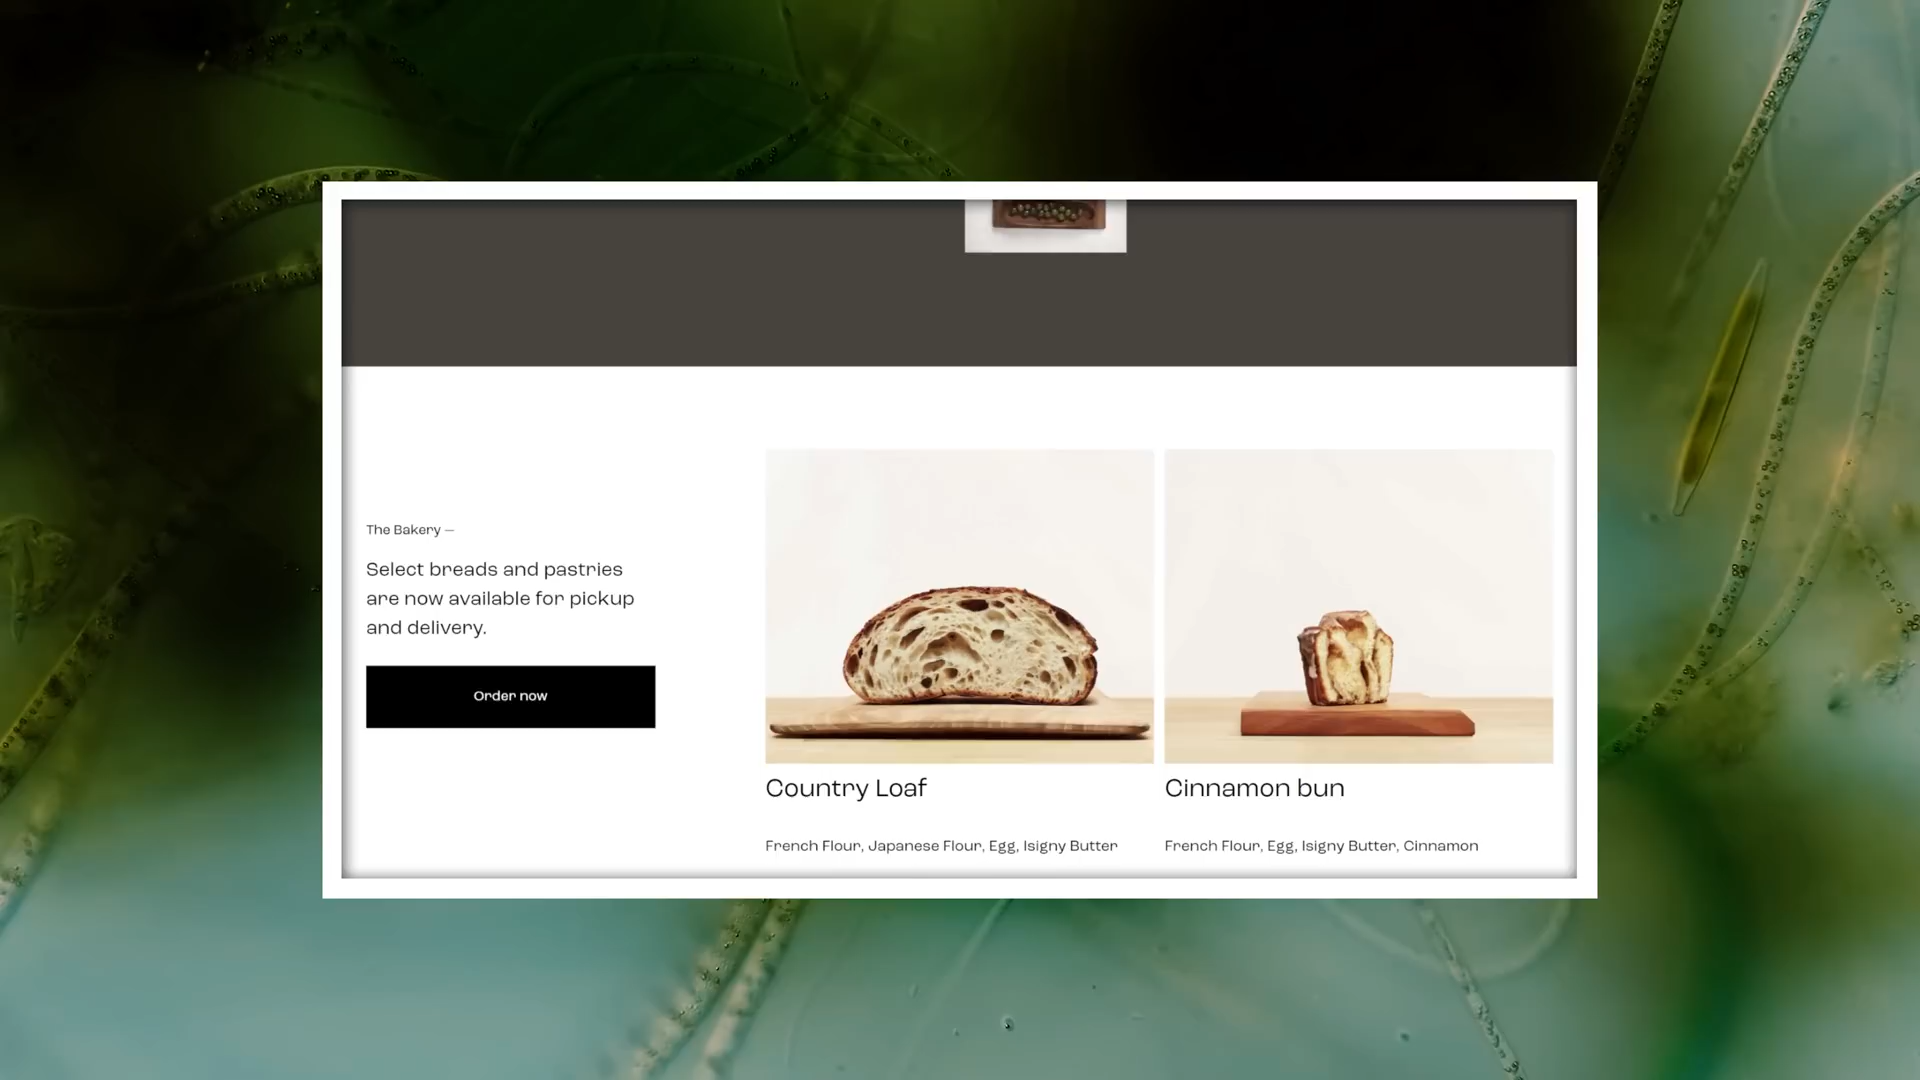 The Bakery —
Select breads and pastries
are now available for pickup
and delivery.
Order now
Country Loaf
French Flour, Japanese Flour, Egg, Isigny Butter
Cinnamon bun
French Flour, Egg, Isigny Butter, Cinnamon